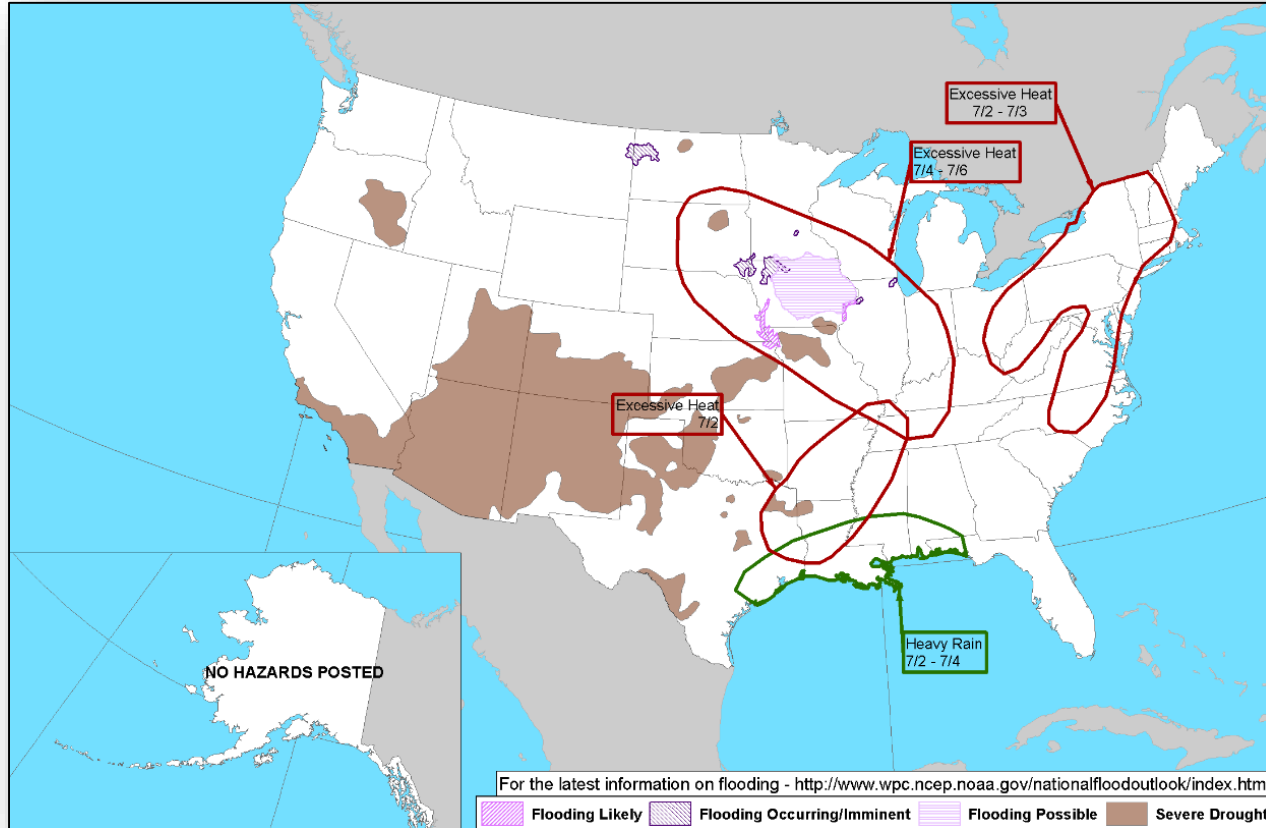 Excessive Heat
7/2 - 7/3
Excessive Heat
7/4 - 7/6
Excessive Heat
7/2
Heavy Rain
7/2 - 7/4
NO HAZARDS POSTED
For the latest information on flooding - http://www.wpc.ncep.noaa.gov/nationalfloodoutlook/index.htm
Flooding Likely Flooding Occurring/Imminent Flooding Possible Severe Drought